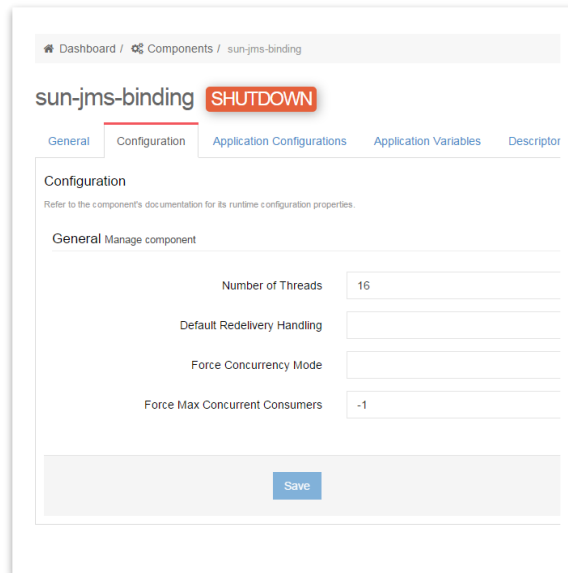 Dashboard / Components / sun-jms-binding
sun-jms-binding SHUTDOWN
General Configuration Application Configurations Application Variables Descriptor
Configuration
Refer to the component's documentation for its runtime configuration properties.
General Manage component
Number of Threads 16
Default Redelivery Handling
Force Concurrency Mode
Force Max Concurrent Consumers -1
Save